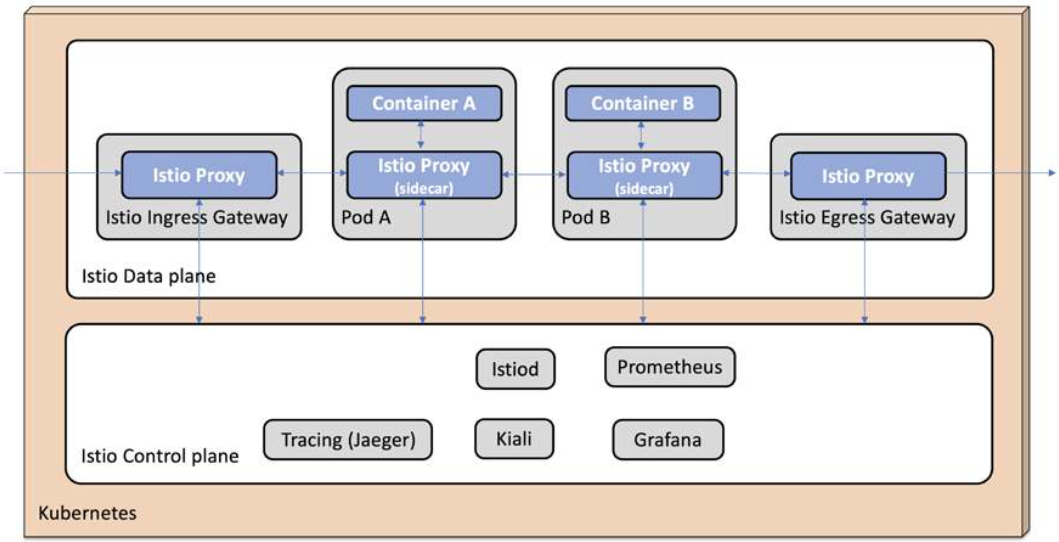 Container A
Container B
Istio Proxy
Istio Proxy
(sidecar)
Istio Proxy
(sidecar)
Istio Proxy
Istio Ingress Gateway
Pod A
Pod B
Istio Egress Gateway
Istio Data plane
Istiod
Prometheus
Tracing (Jaeger)
Kiali
Grafana
Istio Control plane
Kubernetes